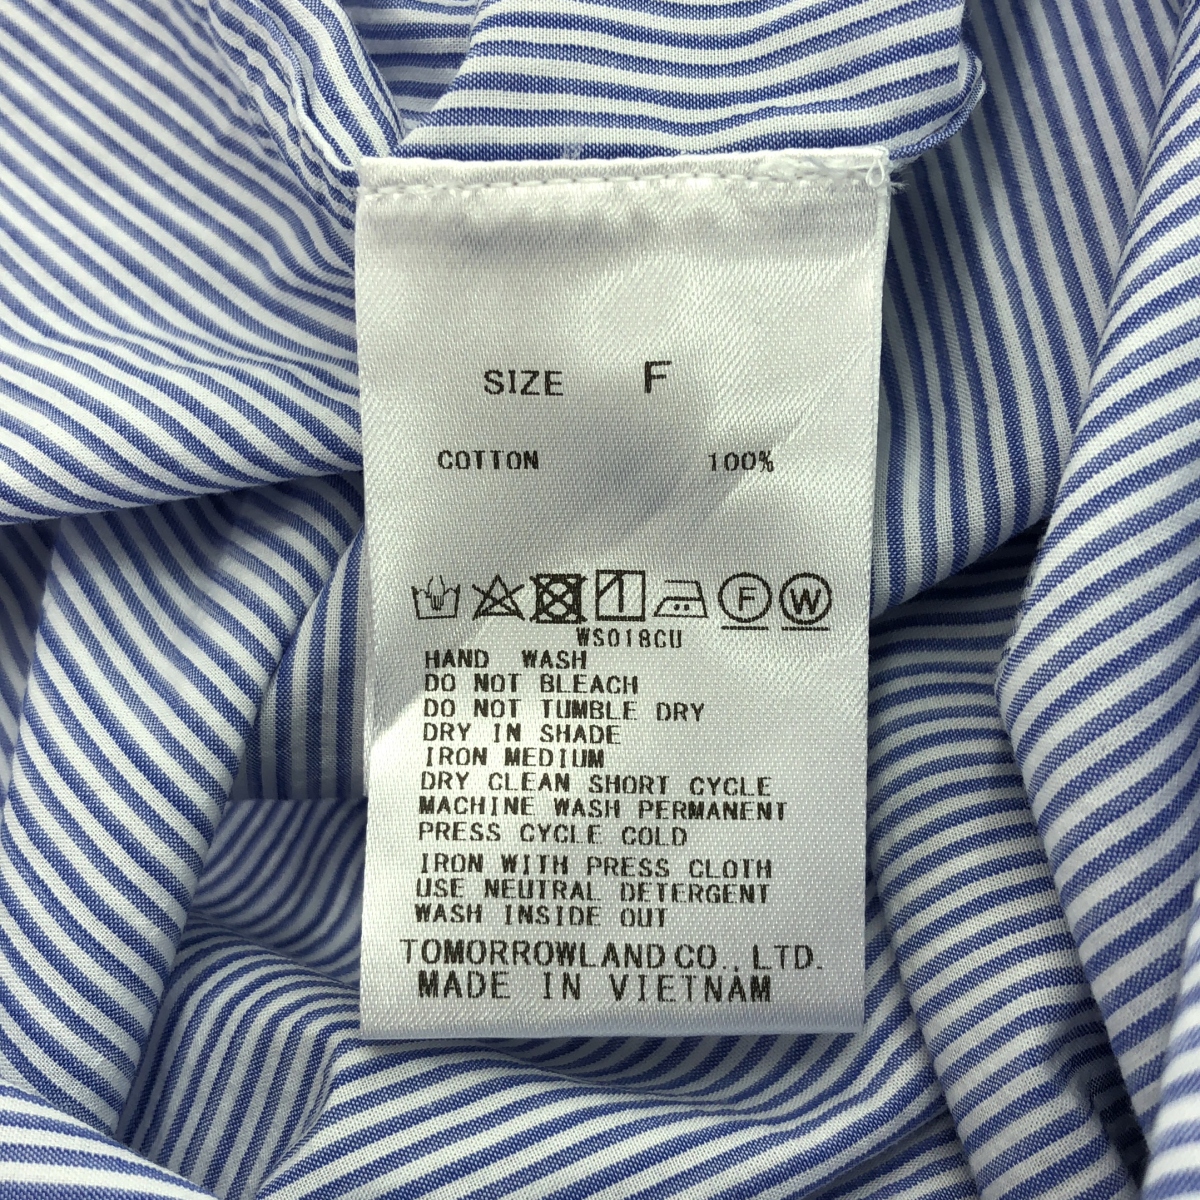 SIZE F
COTTON 100%
F W
WS018CU
HAND WASH
DO NOT BLEACH
DO NOT TUMBLE DRY
DRY IN SHADE
IRON MEDIUM
DRY CLEAN SHORT CYCLE
MACHINE WASH PERMANENT
PRESS CYCLE COLD
IRON WITH PRESS CLOTH
USE NEUTRAL DETERGENT
WASH INSIDE OUT
TOMORROWLAND CO., LTD.
MADE IN VIETNAM